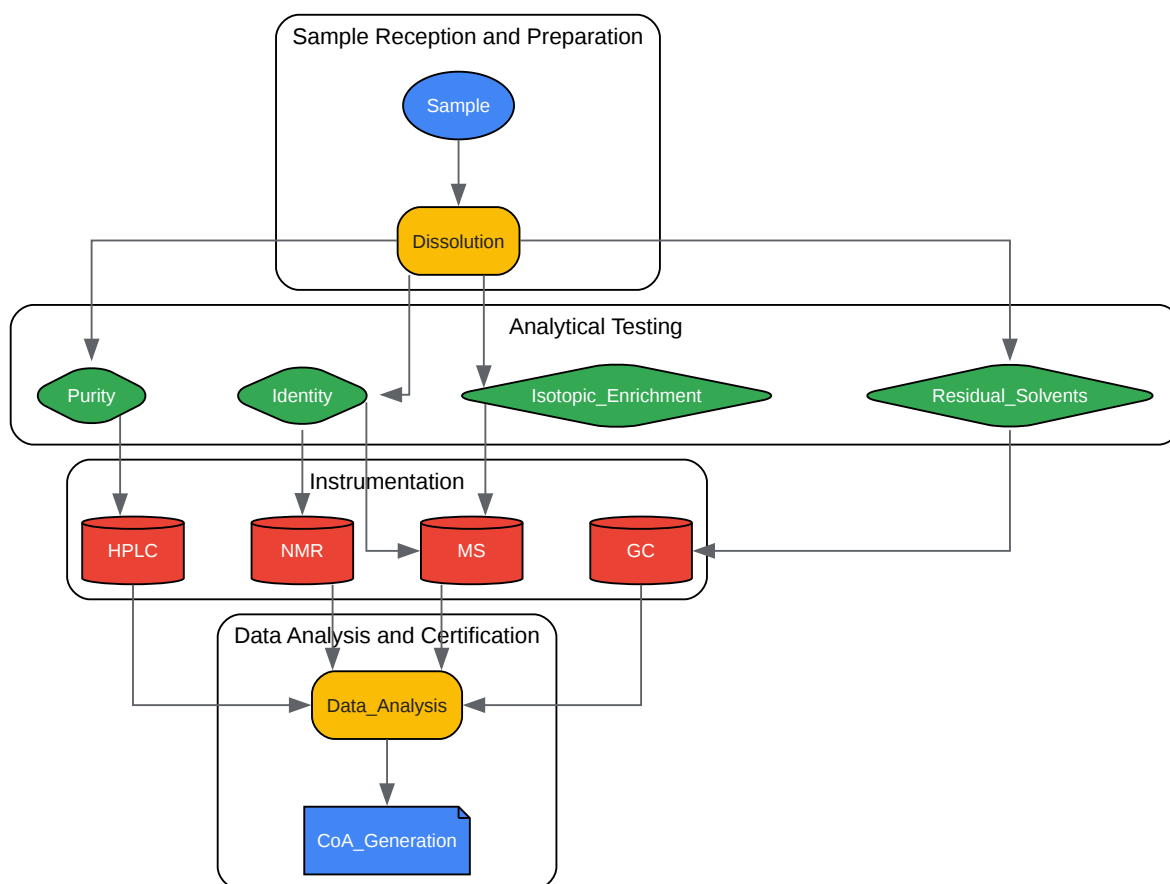 Sample Reception and Preparation
Sample
Dissolution
Analytical Testing
Purity
Identity
Isotopic_Enrichment
Residual_Solvents
Instrumentation
HPLC
NMR
MS
GC
Data Analysis and Certification
Data_Analysis
CoA_Generation